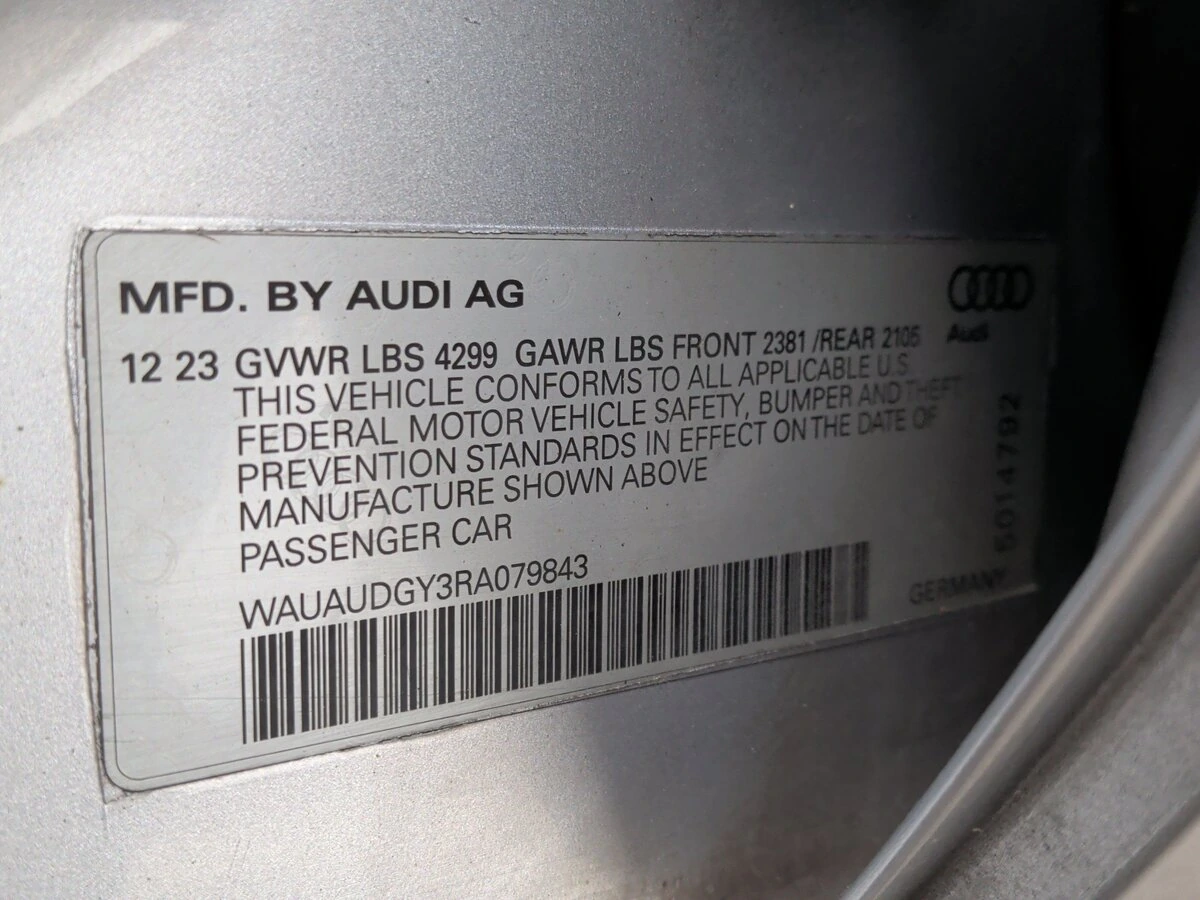 MFD. BY AUDI AG
Audi
12 23 GVWR LBS 4299 GAWR LBS FRONT 2381 /REAR 2105
THIS VEHICLE CONFORMS TO ALL APPLICABLE U.S
FEDERAL MOTOR VEHICLE SAFETY, BUMPER AND THEFT
PREVENTION STANDARDS IN EFFECT ON THE DATE OF
MANUFACTURE SHOWN ABOVE
PASSENGER CAR
WAUAUDGY3RA079843
5014792
GERMANY